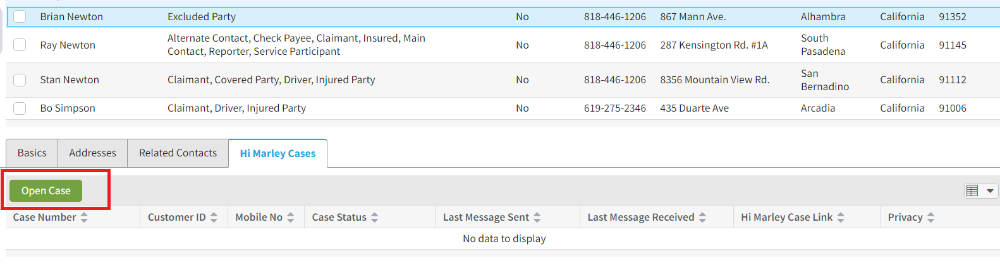 Brian Newton Excluded Party No 818-446-1206 867 Mann Ave. Alhambra California 91352
Ray Newton Alternate Contact, Check Payee, Claimant, Insured, Main Contact, Reporter, Service Participant No 818-446-1206 287 Kensington Rd. #1A South Pasadena California 91145
Stan Newton Claimant, Covered Party, Driver, Injured Party No 818-446-1206 8356 Mountain View Rd. San Bernadino California 91112
Bo Simpson Claimant, Driver, Injured Party No 619-275-2346 435 Duarte Ave Arcadia California 91006
Basics Addresses Related Contacts Hi Marley Cases
Open Case
Case Number Customer ID Mobile No Case Status Last Message Sent Last Message Received Hi Marley Case Link Privacy
No data to display